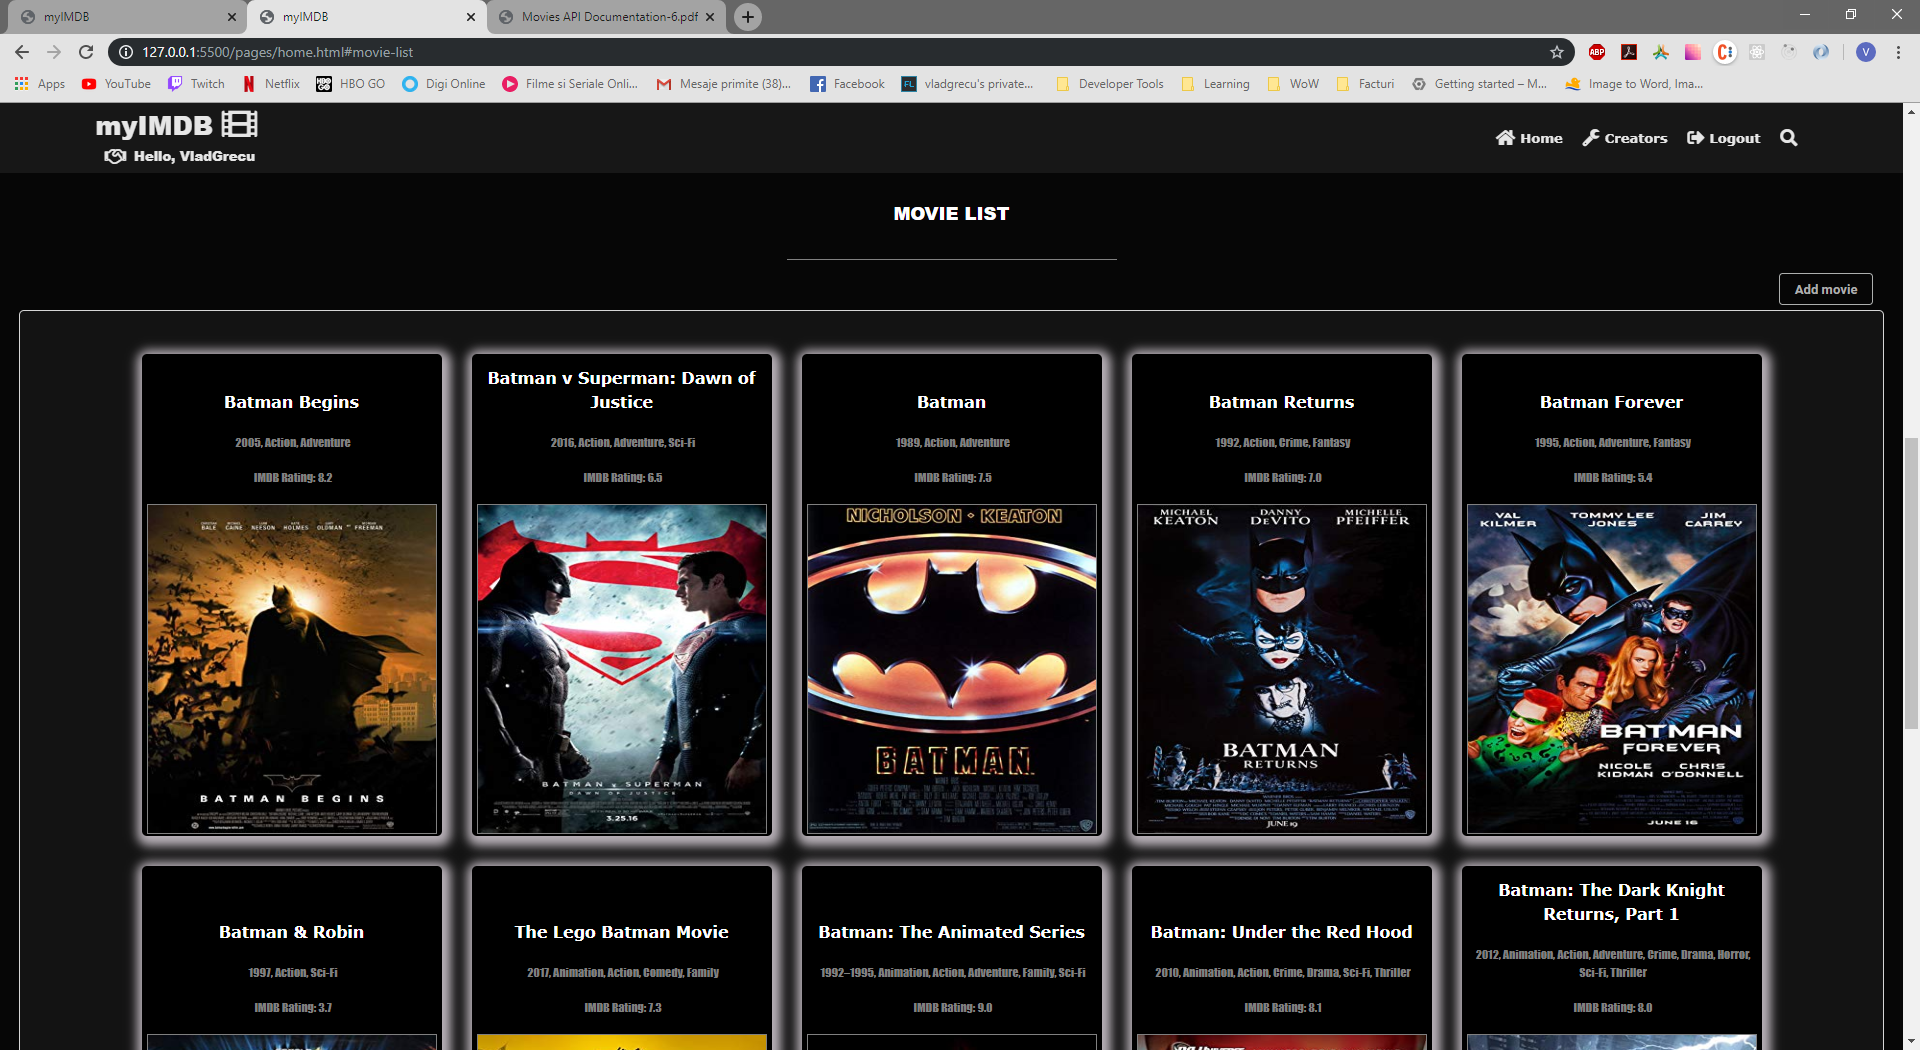 myIMDB
myIMDB
Movies API Documentation-6.pdf
127.0.0.1:5500/pages/home.html#movie-list
ABP
V
Apps
YouTube
Twitch
Netflix
HBO GO
Digi Online
Filme si Seriale Onli...
Mesaje primite (38)...
Facebook
FL
vladgrecu's private...
Developer Tools
Learning
WoW
Facturi
Getting started – M...
Image to Word, Ima...
myIMDB
Hello, VladGrecu
Home
Creators
Logout
MOVIE LIST
Add movie
Batman Begins
2005, Action, Adventure
IMDB Rating: 8.2
CHRISTIAN BALE MICHAEL CAINE LIAM NEESON KATIE HOLMES GARY OLDMAN MORGAN FREEMAN
BATMAN BEGINS
Batman v Superman: Dawn of
Justice
2016, Action, Adventure, Sci-Fi
IMDB Rating: 6.5
BATMAN v SUPERMAN
DAWN OF JUSTICE
3.25.16
Batman
1989, Action, Adventure
IMDB Rating: 7.5
NICHOLSON · KEATON
BATMAN
Batman Returns
1992, Action, Crime, Fantasy
IMDB Rating: 7.0
MICHAEL KEATON
DANNY DEVITO
MICHELLE PFEIFFER
BATMAN
RETURNS
JUNE 19
Batman Forever
1995, Action, Adventure, Fantasy
IMDB Rating: 5.4
VAL KILMER
TOMMY LEE JONES
JIM CARREY
BATMAN
FOREVER
NICOLE KIDMAN
CHRIS O'DONNELL
JUNE 16
Batman & Robin
1997, Action, Sci-Fi
IMDB Rating: 3.7
The Lego Batman Movie
2017, Animation, Action, Comedy, Family
IMDB Rating: 7.3
Batman: The Animated Series
1992–1995, Animation, Action, Adventure, Family, Sci-Fi
IMDB Rating: 9.0
Batman: Under the Red Hood
2010, Animation, Action, Crime, Drama, Sci-Fi, Thriller
IMDB Rating: 8.1
Batman: The Dark Knight
Returns, Part 1
2012, Animation, Action, Adventure, Crime, Drama, Horror,
Sci-Fi, Thriller
IMDB Rating: 8.0